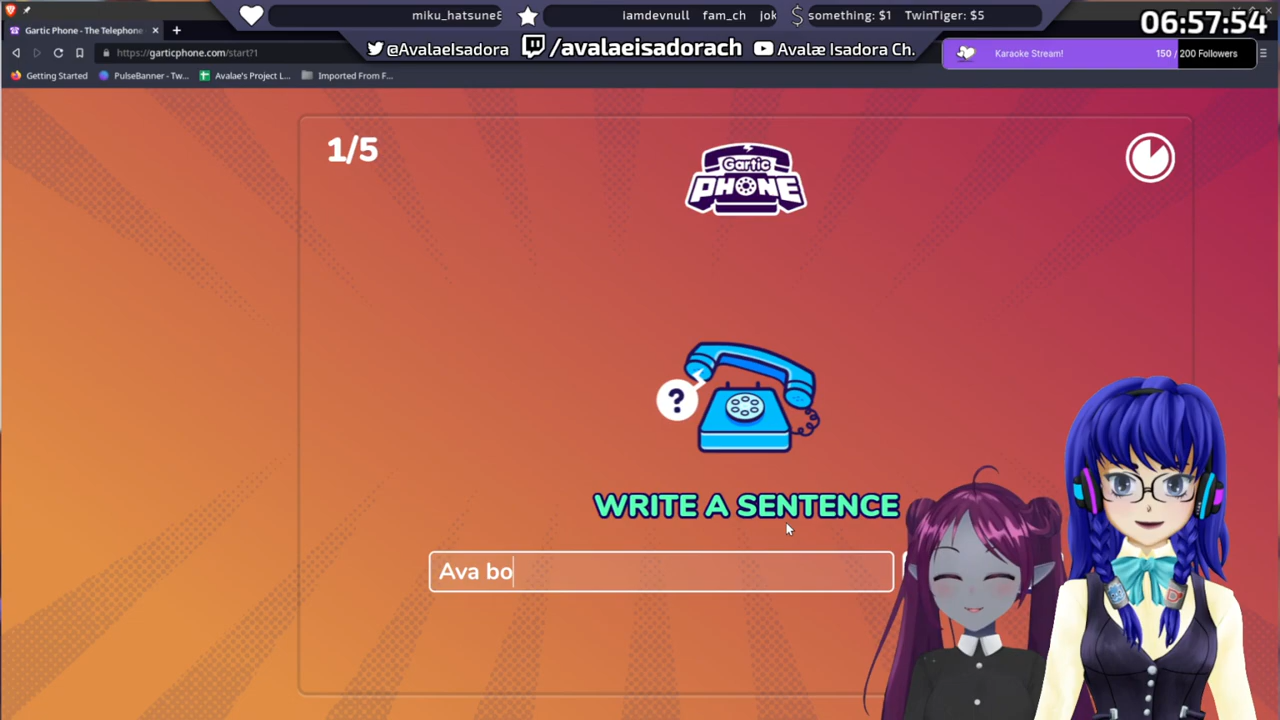 Gartic Phone - The Telephone
miku_hatsune8
iamdevnull fam_ch jok
something: $1 TwinTiger: $5
06:57:54
https://garticphone.com/start?1
@AvalaeIsadora
/avalaeisadorach
Avalæ Isadora Ch.
Karaoke Stream!
150 / 200 Followers
Getting Started
PulseBanner - Tw...
Avalae's Project L...
Imported From F...
1/5
Gartic
PHONE
?
WRITE A SENTENCE
Ava bo